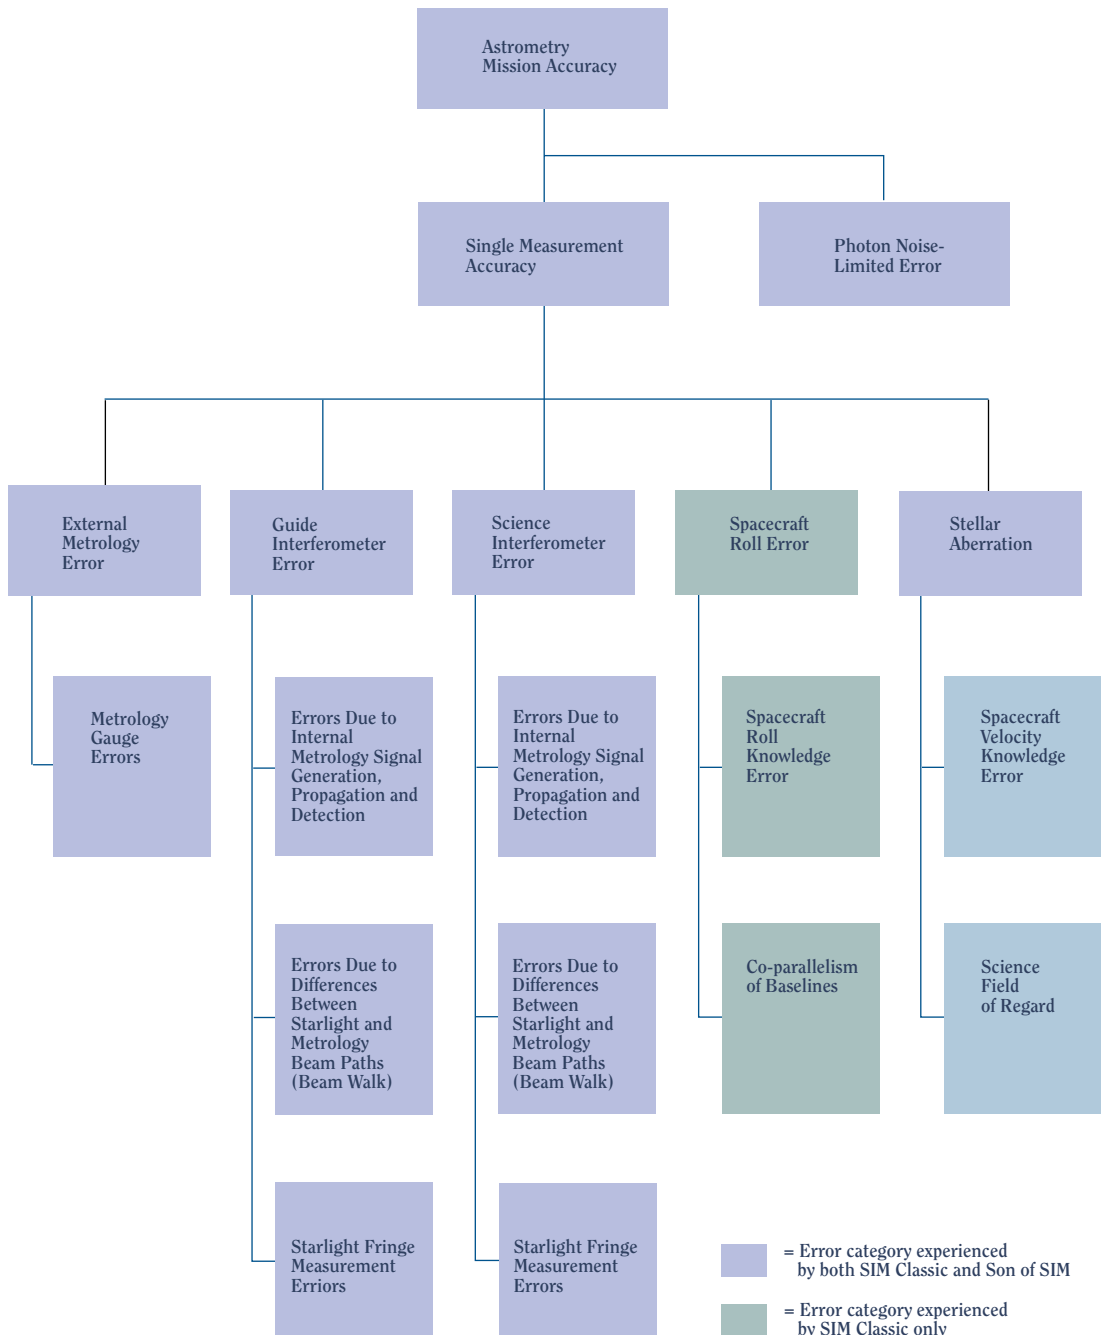 Astrometry
Mission Accuracy
Single Measurement
Accuracy
Photon Noise-
Limited Error
External
Metrology
Error
Guide
Interferometer
Error
Science
Interferometer
Error
Spacecraft
Roll Error
Stellar
Aberration
Metrology
Gauge
Errors
Errors Due to
Internal
Metrology Signal
Generation,
Propagation and
Detection
Errors Due to
Internal
Metrology Signal
Generation,
Propagation and
Detection
Spacecraft
Roll
Knowledge
Error
Spacecraft
Velocity
Knowledge
Error
Errors Due to
Differences
Between
Starlight and
Metrology
Beam Paths
(Beam Walk)
Errors Due to
Differences
Between
Starlight and
Metrology
Beam Paths
(Beam Walk)
Co-parallelism
of Baselines
Science
Field
of Regard
Starlight Fringe
Measurement
Erriors
Starlight Fringe
Measurement
Errors
= Error category experienced
by both SIM Classic and Son of SIM
= Error category experienced
by SIM Classic only